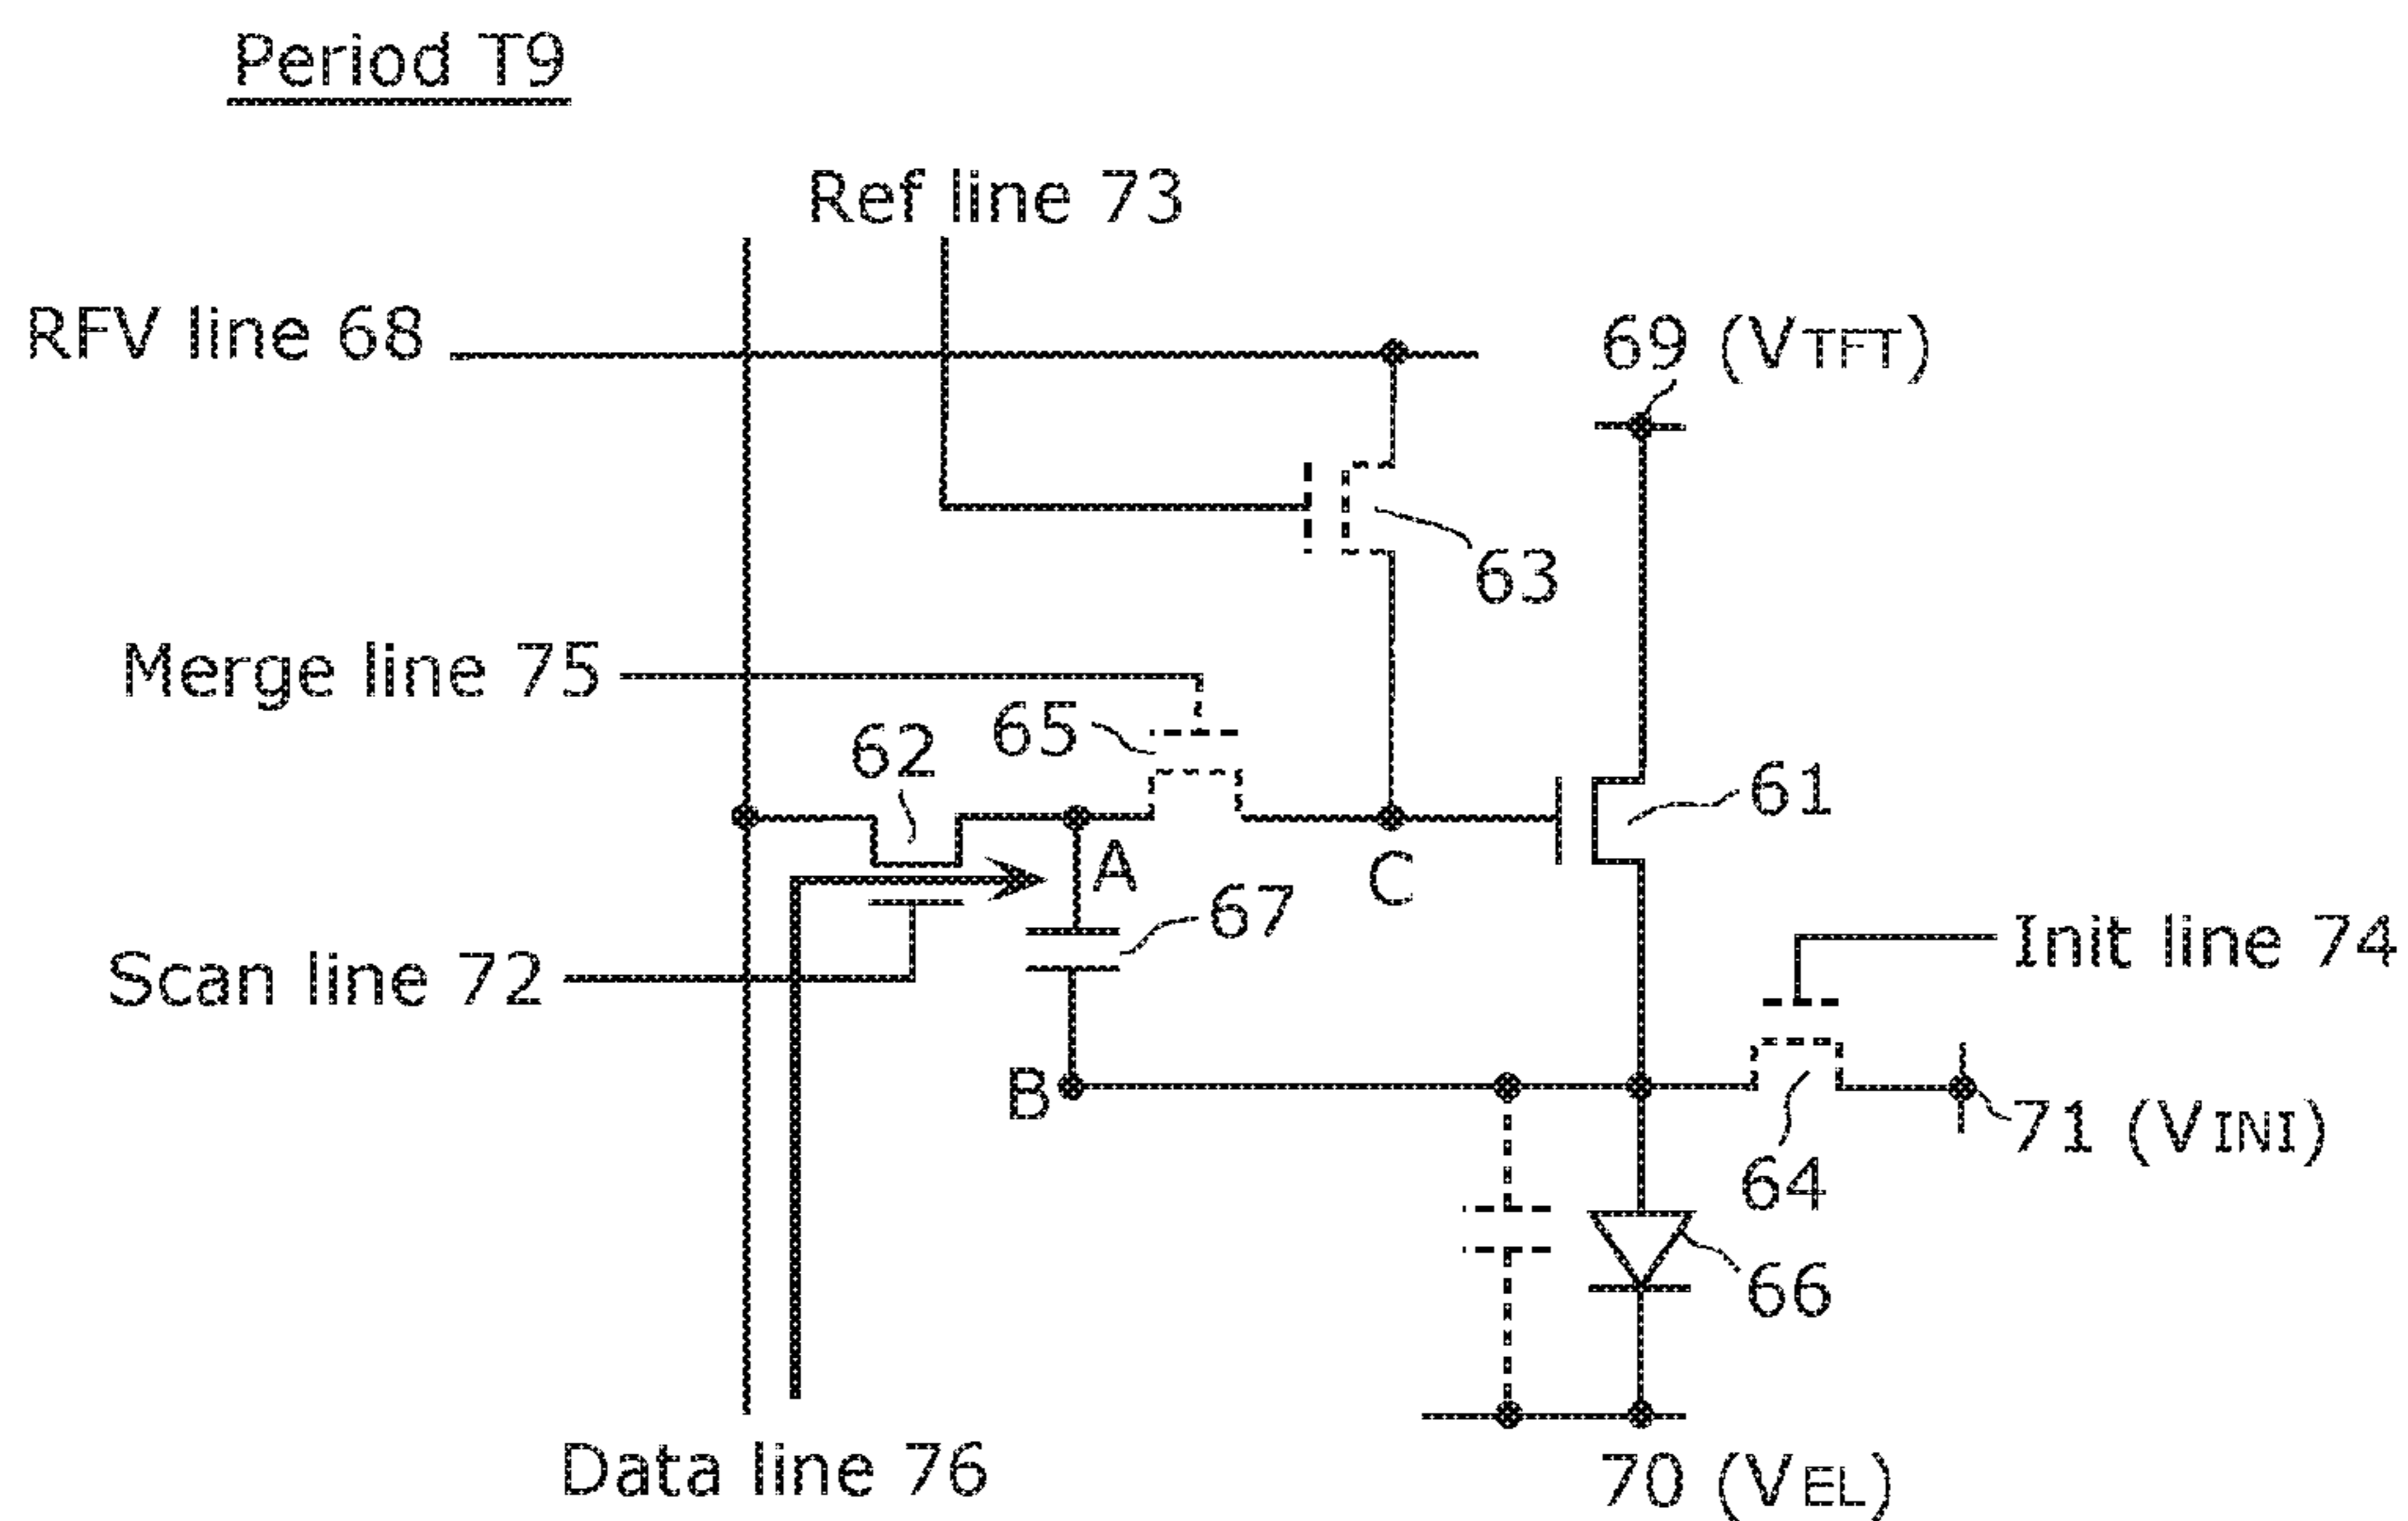 Period T9
Ref line 73
RFV line 68
69 (VTFT)
63
Merge line 75
65
62
61
A
C
67
Init line 74
Scan line 72
B
71 (VINI)
64
66
Data line 76
70 (VEL)